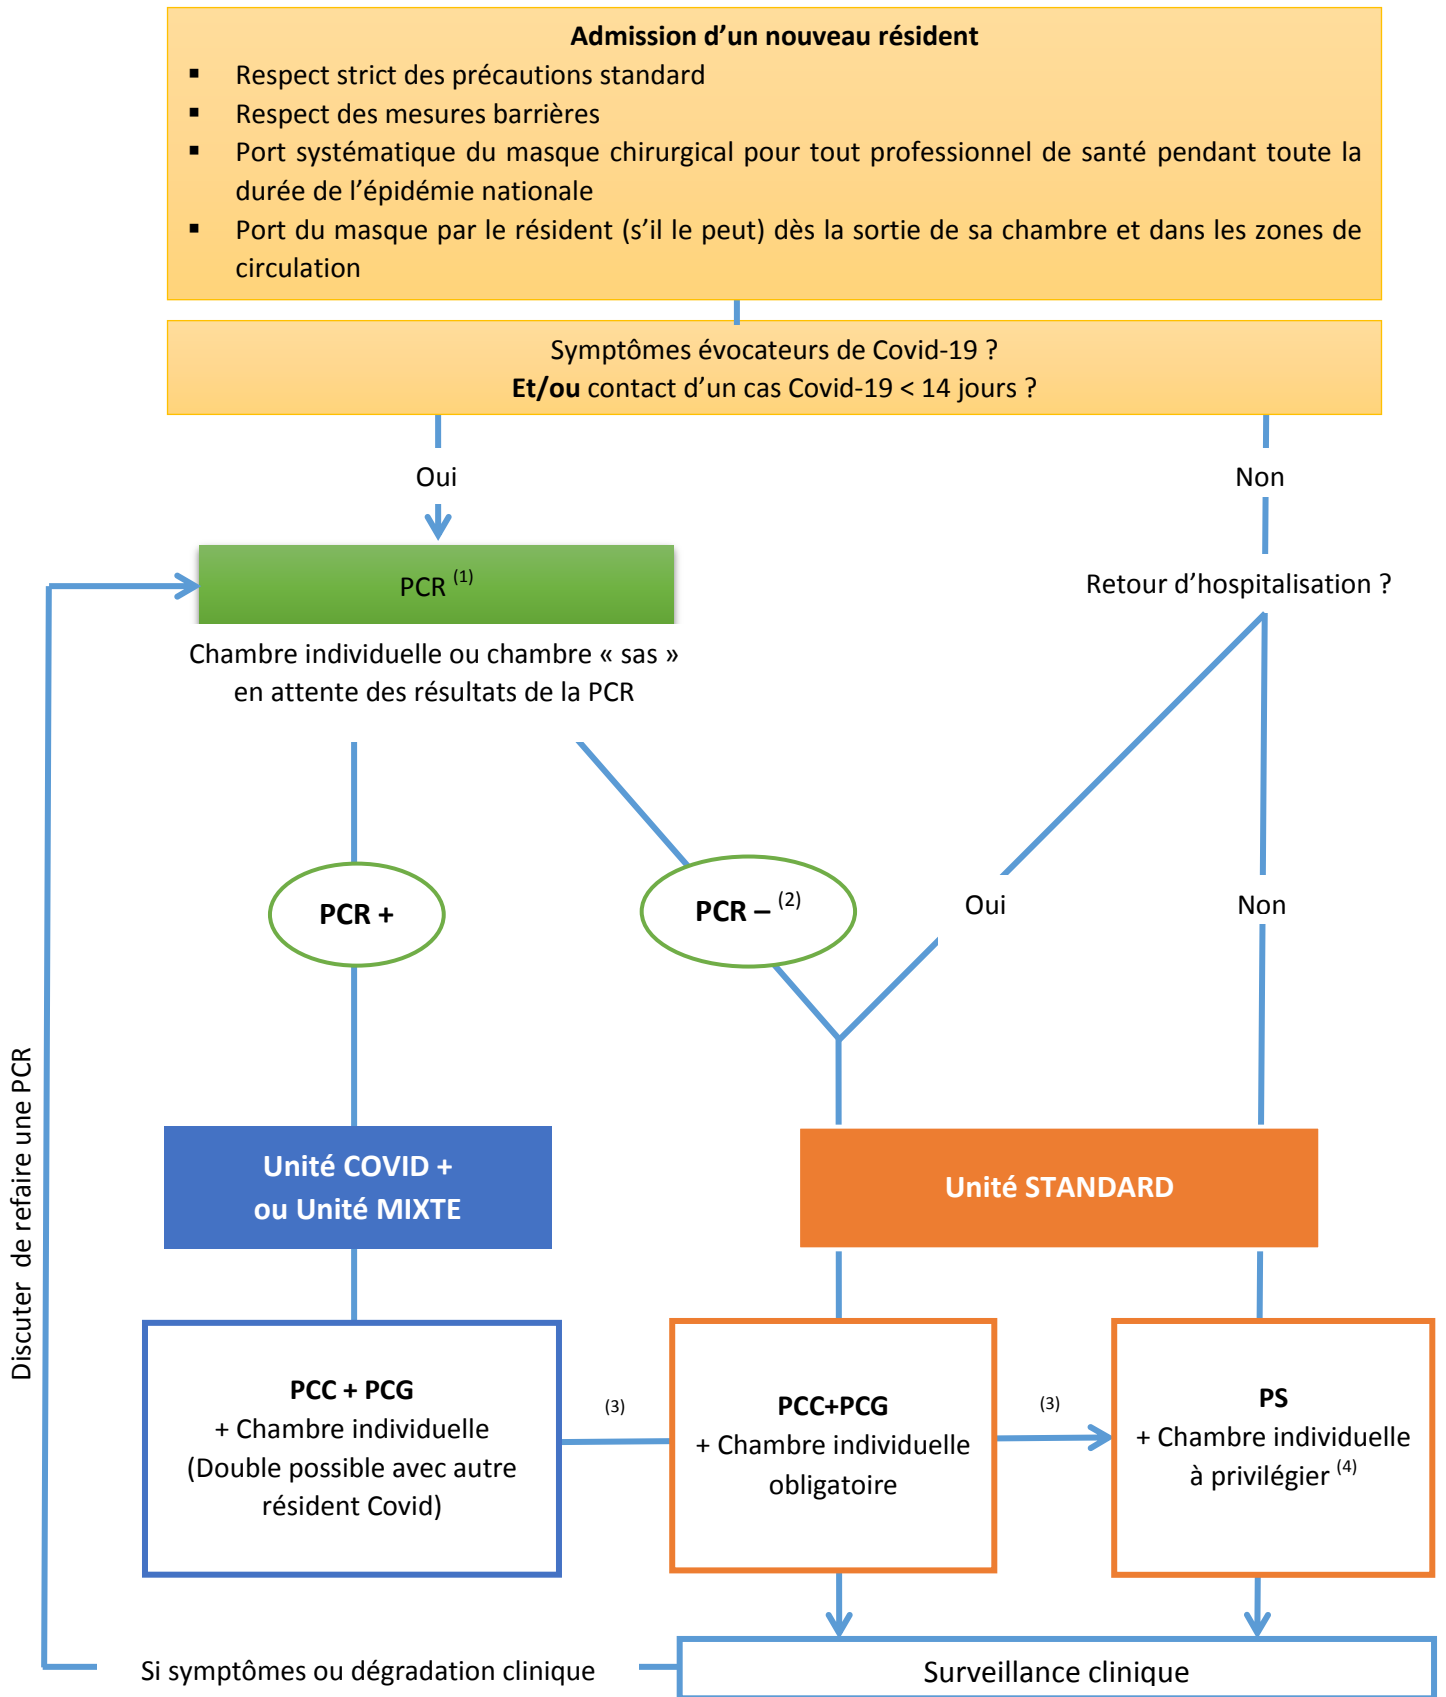 Admission d’un nouveau résident
▪ Respect strict des précautions standard
▪ Respect des mesures barrières
▪ Port systématique du masque chirurgical pour tout professionnel de santé pendant toute la
durée de l’épidémie nationale
▪ Port du masque par le résident (s’il le peut) dès la sortie de sa chambre et dans les zones de
circulation
Symptômes évocateurs de Covid-19 ?
Et/ou contact d’un cas Covid-19 < 14 jours ?
Oui
Non
PCR (1)
Retour d’hospitalisation ?
Chambre individuelle ou chambre « sas »
en attente des résultats de la PCR
PCR +
PCR – (2)
Oui
Non
Discuter de refaire une PCR
Unité COVID +
ou Unité MIXTE
Unité STANDARD
PCC + PCG
+ Chambre individuelle
(Double possible avec autre
résident Covid)
(3)
PCC+PCG
+ Chambre individuelle
obligatoire
(3)
PS
+ Chambre individuelle
à privilégier (4)
Si symptômes ou dégradation clinique
Surveillance clinique